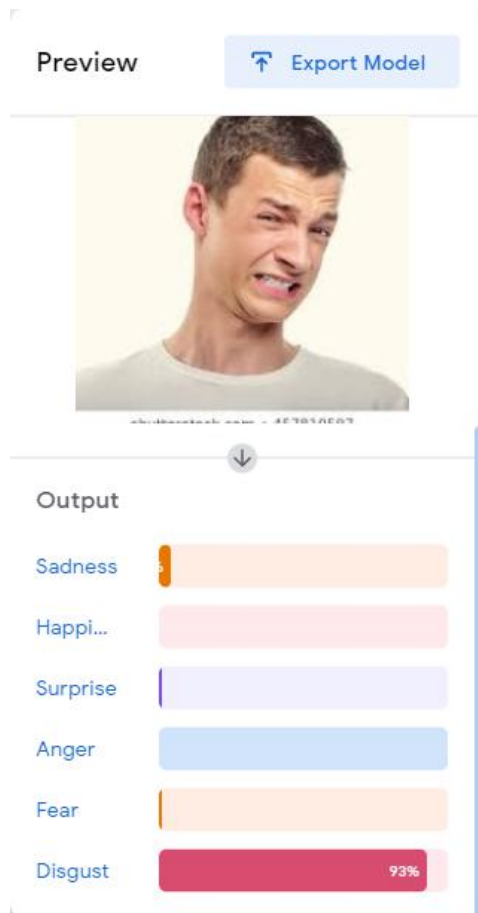 Preview
Export Model
Output
Sadness
Happi...
Surprise
Anger
Fear
Disgust
93%